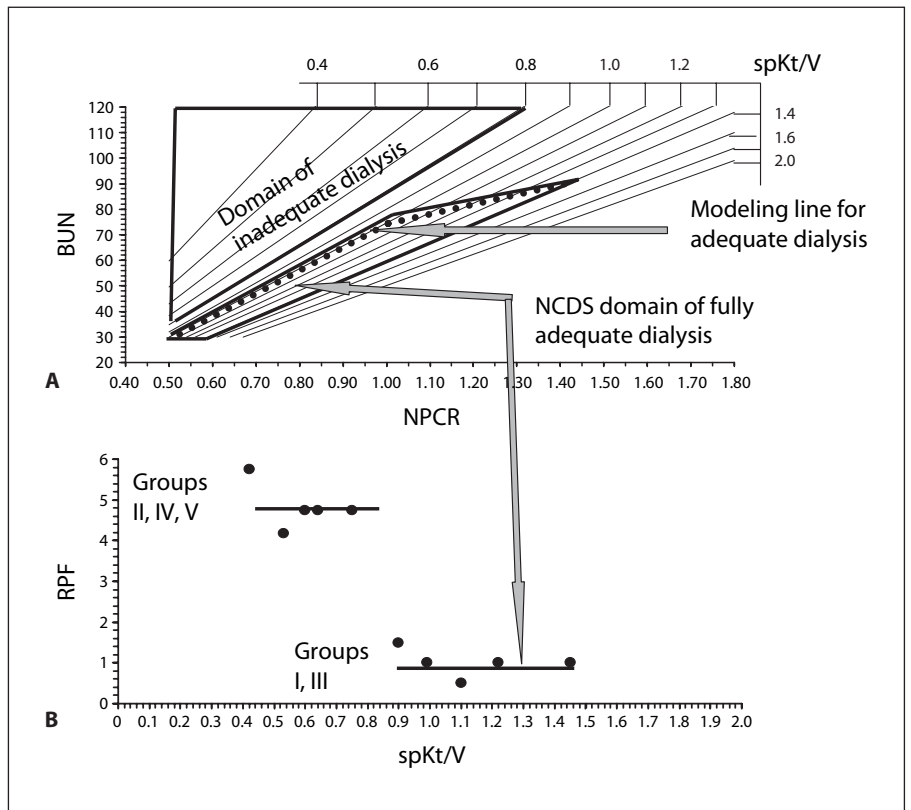 0.4 0.6 0.8 1.0 1.2 spKt/V
1.4
1.6
2.0
120
110
100
90
80
70
60
50
40
30
20
BUN
Domain of
inadequate dialysis
Modeling line for
adequate dialysis
NCDS domain of fully
adequate dialysis
A
0.40 0.50 0.60 0.70 0.80 0.90 1.00 1.10 1.20 1.30 1.40 1.50 1.60 1.70 1.80
NPCR
6
5
4
3
2
1
0
RPF
Groups
II, IV, V
Groups
I, III
B
0 0.1 0.2 0.3 0.4 0.5 0.6 0.7 0.8 0.9 1.0 1.1 1.2 1.3 1.4 1.5 1.6 1.7 1.8 1.9 2.0
spKt/V